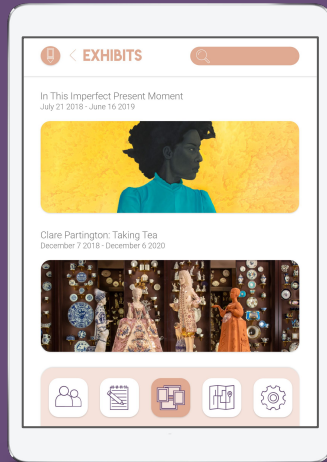 EXHIBITS
In This Imperfect Present Moment
July 21 2018 - June 16 2019
Clare Partington: Taking Tea
December 7 2018 - December 6 2020